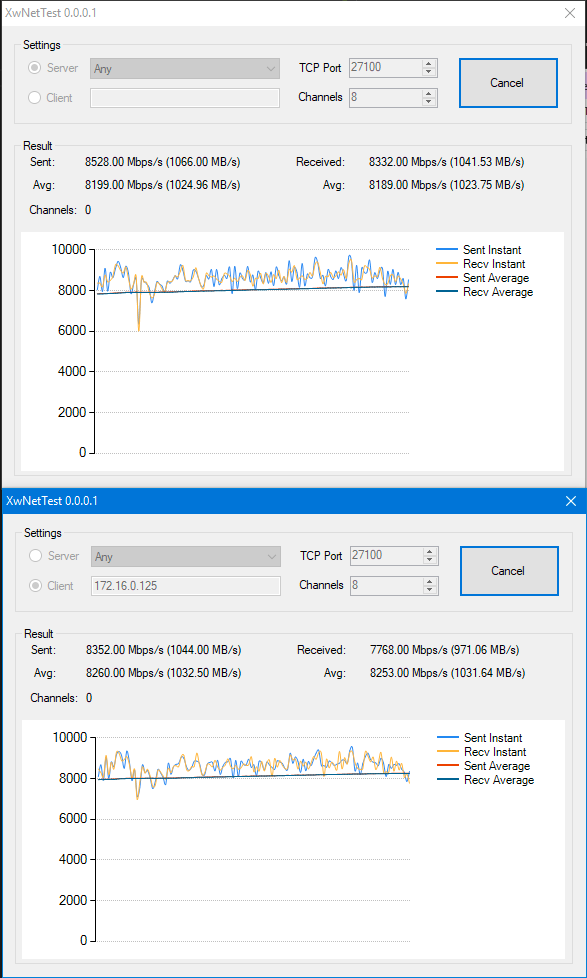 XwNetTest 0.0.0.1
Settings
Server Any TCP Port 27100 Cancel
Client Channels 8
Result
Sent: 8528.00 Mbps/s (1066.00 MB/s) Received: 8332.00 Mbps/s (1041.53 MB/s)
Avg: 8199.00 Mbps/s (1024.96 MB/s) Avg: 8189.00 Mbps/s (1023.75 MB/s)
Channels: 0
10000
8000
6000
4000
2000
0
Sent Instant
Recv Instant
Sent Average
Recv Average
XwNetTest 0.0.0.1
Settings
Server Any TCP Port 27100 Cancel
Client 172.16.0.125 Channels 8
Result
Sent: 8352.00 Mbps/s (1044.00 MB/s) Received: 7768.00 Mbps/s (971.06 MB/s)
Avg: 8260.00 Mbps/s (1032.50 MB/s) Avg: 8253.00 Mbps/s (1031.64 MB/s)
Channels: 0
10000
8000
6000
4000
2000
0
Sent Instant
Recv Instant
Sent Average
Recv Average